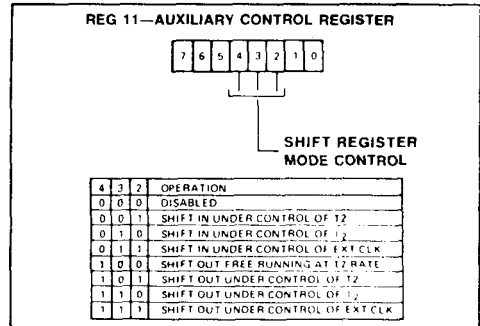 REG 11—AUXILIARY CONTROL REGISTER
7 6 5 4 3 2 1 0
SHIFT REGISTER
MODE CONTROL
4 3 2 OPERATION
0 0 0 DISABLED
0 0 1 SHIFT IN UNDER CONTROL OF T2
0 1 0 SHIFT IN UNDER CONTROL OF
0 1 1 SHIFT IN UNDER CONTROL OF EXT CLK
1 0 0 SHIFT OUT FREE RUNNING AT T2 RATE
1 0 1 SHIFT OUT UNDER CONTROL OF T2
1 1 0 SHIFT OUT UNDER CONTROL OF
1 1 1 SHIFT OUT UNDER CONTROL OF EXT CLK